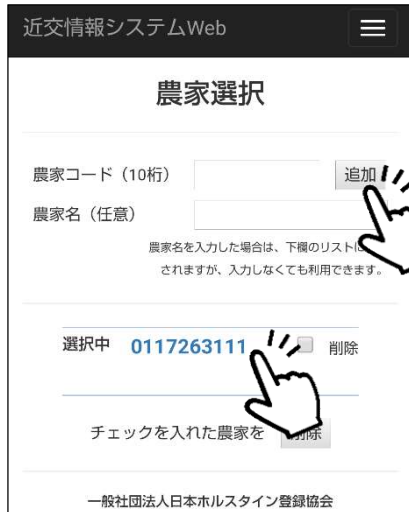 近交情報システムWeb
農家選択
農家コード（10桁） 追加
農家名（任意）
農家名を入力した場合は、下欄のリストに
されますが、入力しなくても利用できます。
選択中 0117263111 削除
チェックを入れた農家を 削除
一般社団法人日本ホルスタイン登録協会